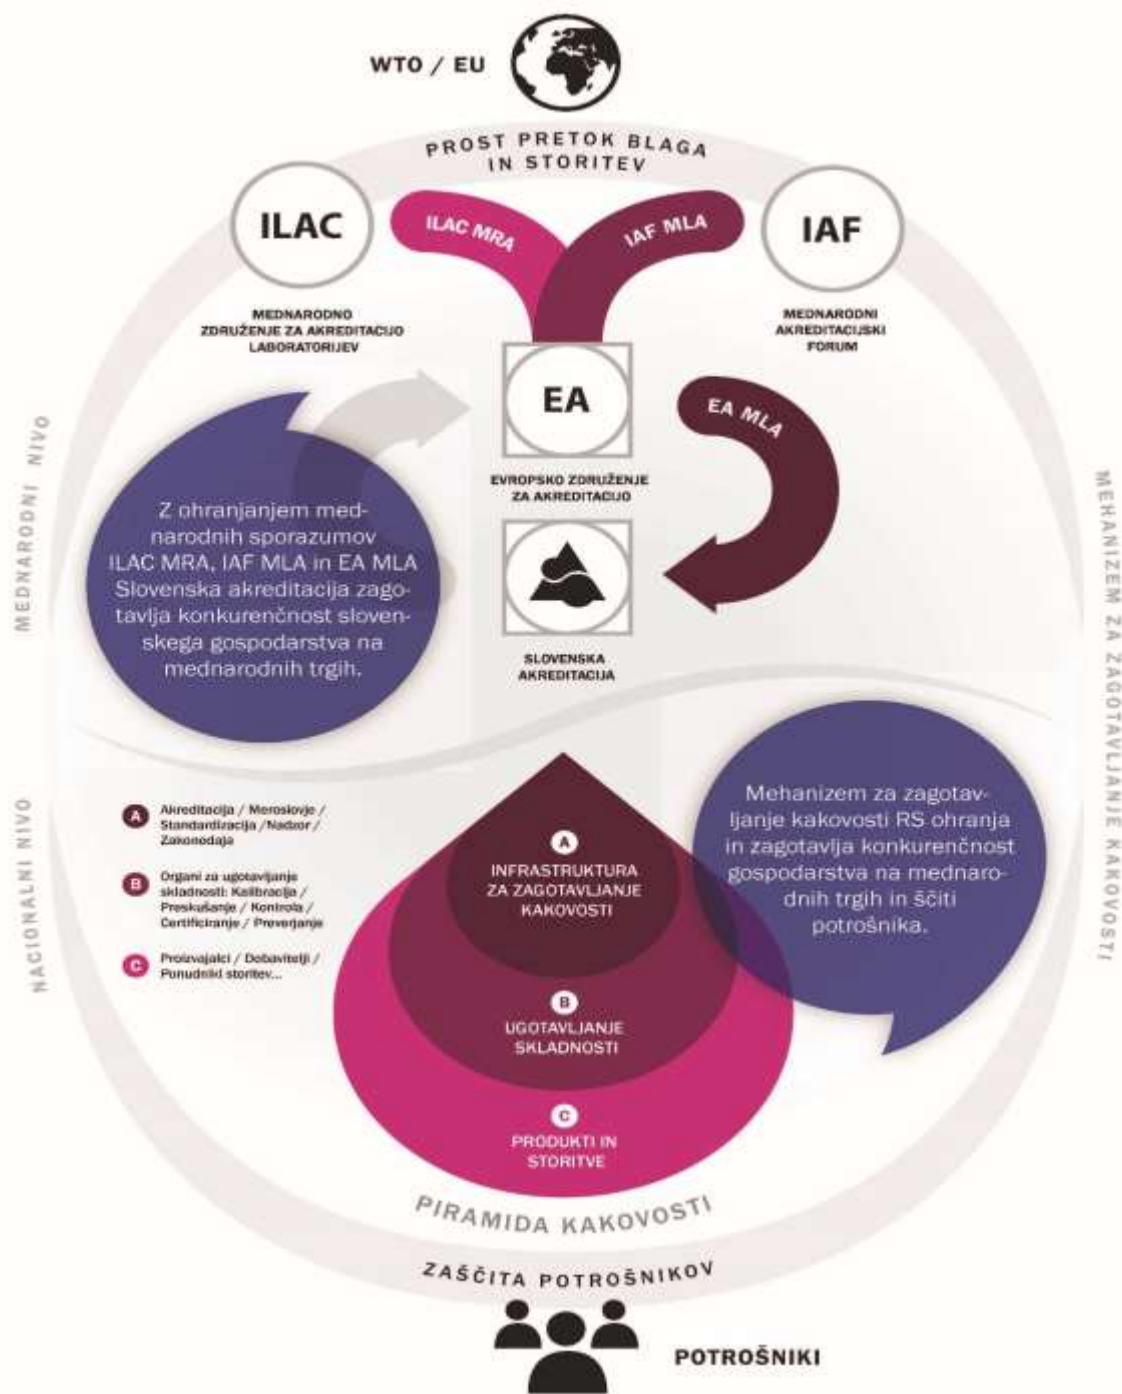 WTO / EU
PROST PRETOK BLAGA
IN STORITEV
ILAC
ILAC MRA
IAF MLA
IAF
MEDNARODNO
ZDRUŽENJE ZA AKREDITACIJO
LABORATORIJEV
MEDNARODNI
AKREDITACIJSKI
FORUM
EA
EA MLA
EVROPSKO ZDRUŽENJE
ZA AKREDITACIJO
MEDNARODNI NIVO
Z ohranjanjem med-
narodnih sporazumov
ILAC MRA, IAF MLA in EA MLA
Slovenska akreditacija zago-
tavlja konkurenčnost sloven-
skega gospodarstva na
mednarodnih trgih.
SLOVENSKA
AKREDITACIJA
MEHANIZEM ZA ZAGOTAVLJANJE KAKOVOSTI
NACIONALNI NIVO
A
Akreditacija / Meroslovje /
Standardizacija /Nadzor /
Zakonodaja
B
Organi za ugotavljanje
skladnosti: Kalibracija /
Preskušanje / Kontrola /
Certificiranje / Preverjanje
C
Proizvajalci / Dobavitelji /
Ponudniki storitev...
A
INFRASTRUKTURA
ZA ZAGOTAVLJANJE
KAKOVOSTI
B
UGOTAVLJANJE
SKLADNOSTI
C
PRODUKTI IN
STORITVE
Mehanizem za zagotav-
ljanje kakovosti RS ohranja
in zagotavlja konkurenčnost
gospodarstva na mednaro-
dnih trgih in ščiti
potrošnika.
PIRAMIDA KAKOVOSTI
ZAŠČITA POTROŠNIKOV
POTROŠNIKI